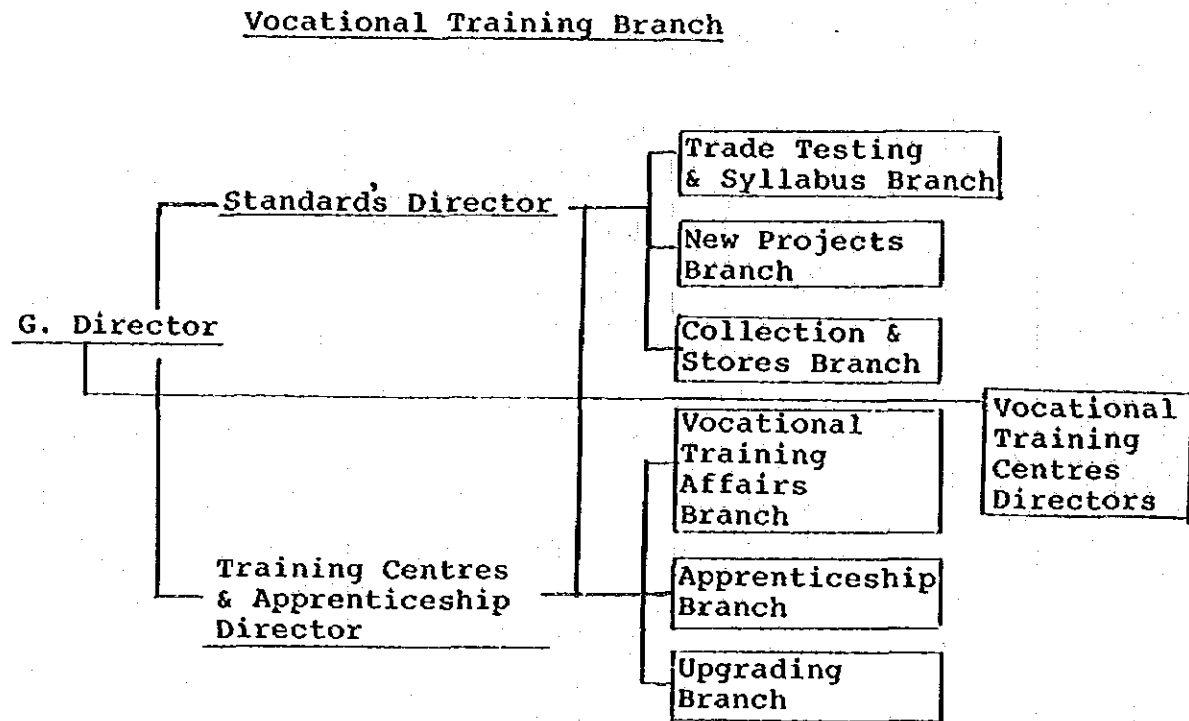 Vocational Training Branch
Trade Testing
& Syllabus Branch
Standard's Director
New Projects
Branch
G. Director
Collection &
Stores Branch
Vocational
Training
Affairs
Branch
Vocational
Training
Centres
Directors
Training Centres
& Apprenticeship
Director
Apprenticeship
Branch
Upgrading
Branch